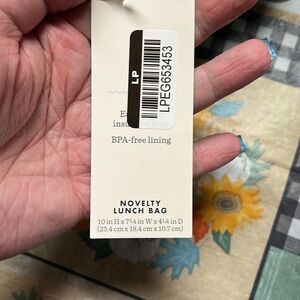 LP
LPEG653453
BPA-free lining
NOVELTY
LUNCH BAG
10 in H x 7¼ in W x 4¼ in D
(25.4 cm x 18.4 cm x 10.7 cm)